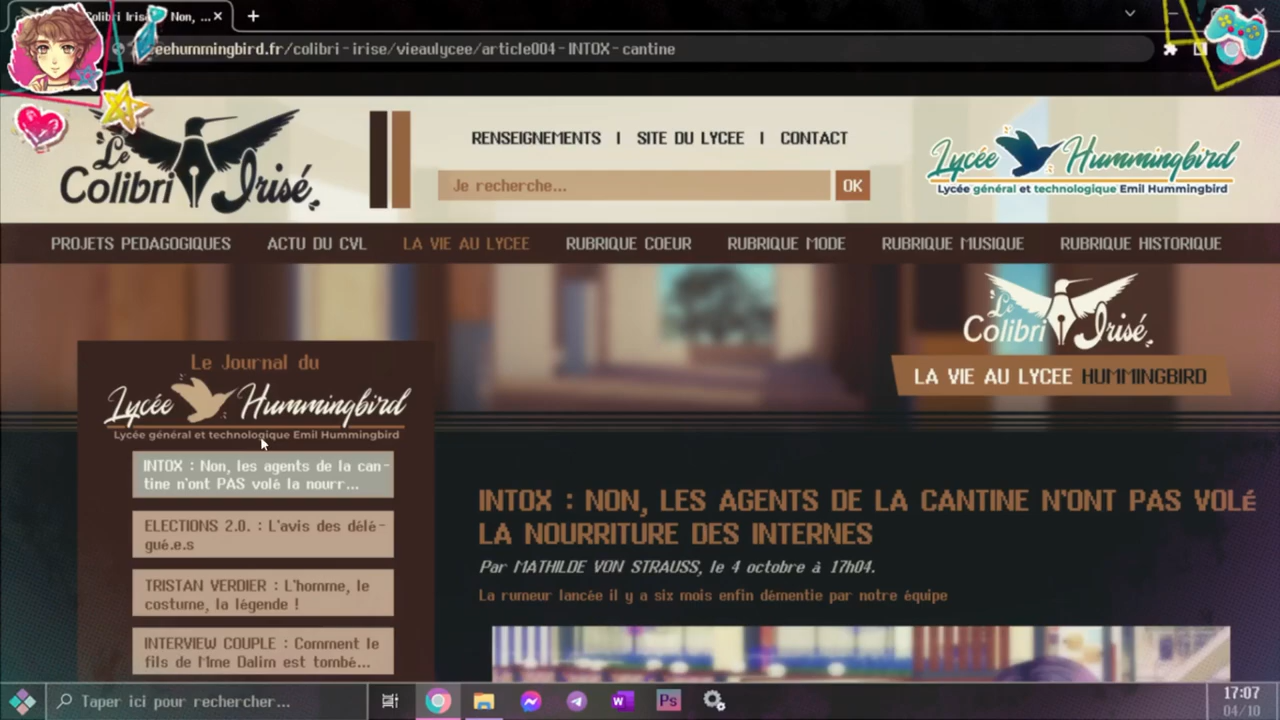 Colibri Iris Non, ...
eehummingbird.fr/colibri-irise/vieaulycee/article004-INTOX-cantine
Le
Colibri Irisé
RENSEIGNEMENTS | SITE DU LYCEE | CONTACT
Je recherche...
OK
Lycée Hummingbird
Lycée général et technologique Emil Hummingbird
PROJETS PEDAGOGIQUES ACTU DU CVL LA VIE AU LYCEE RUBRIQUE COEUR RUBRIQUE MODE RUBRIQUE MUSIQUE RUBRIQUE HISTORIQUE
Le
Colibri Irisé
LA VIE AU LYCEE HUMMINGBIRD
Le Journal du
Lycée Hummingbird
Lycée général et technologique Emil Hummingbird
INTOX : Non, les agents de la can-
tine n'ont PAS volé la nourr...
ELECTIONS 2.0. : L'avis des délé-
gué.e.s
TRISTAN VERDIER : L'homme, le
costume, la légende !
INTERVIEW COUPLE : Comment le
fils de Mme Dalim est tombé...
INTOX : NON, LES AGENTS DE LA CANTINE N'ONT PAS VOLé
LA NOURRITURE DES INTERNES
Par MATHILDE VON STRAUSS, le 4 octobre à 17h04.
La rumeur lancée il y a six mois enfin démentie par notre équipe
Taper ici pour rechercher...
W
Ps
17:07
04/10